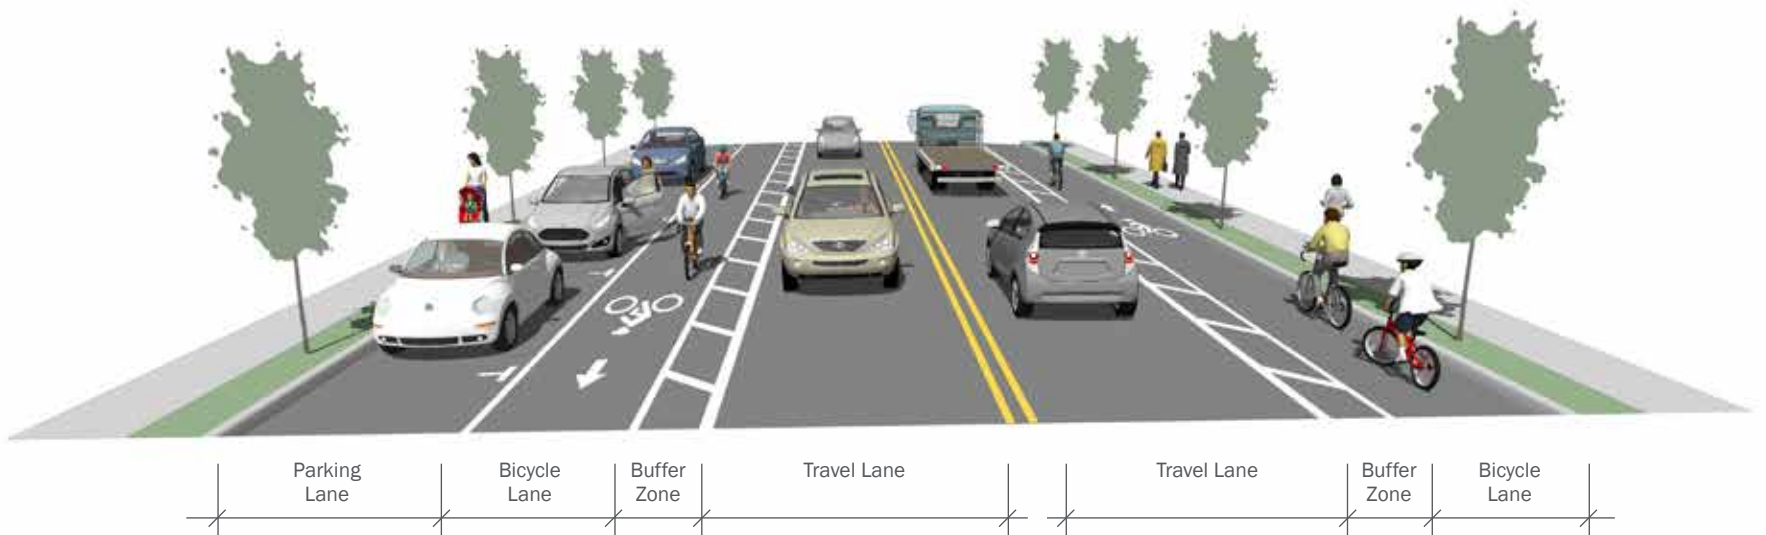 Parking
Lane
Bicycle
Lane
Buffer
Zone
Travel Lane
Travel Lane
Buffer
Zone
Bicycle
Lane